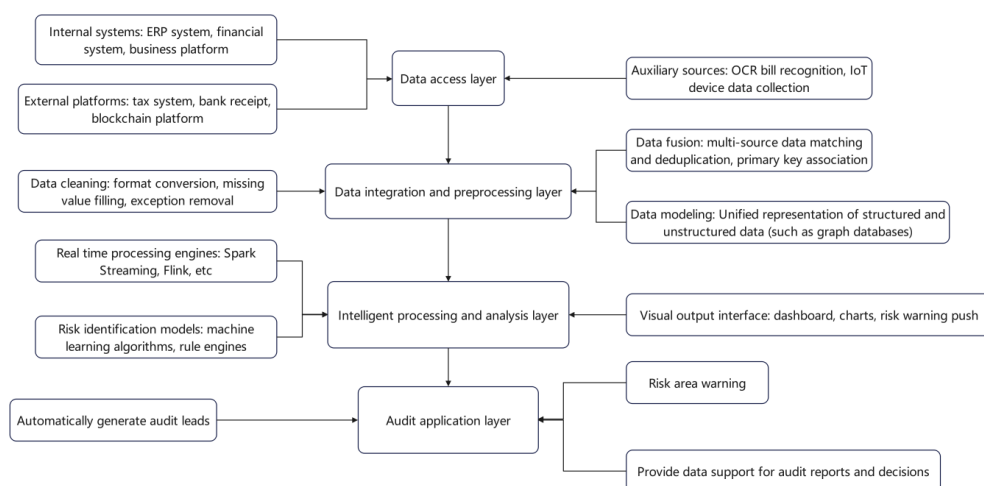 Internal systems: ERP system, financial
system, business platform
Data access layer
Auxiliary sources: OCR bill recognition, IoT
device data collection
External platforms: tax system, bank receipt,
blockchain platform
Data fusion: multi-source data matching
and deduplication, primary key association
Data cleaning: format conversion, missing
value filling, exception removal
Data integration and preprocessing layer
Data modeling: Unified representation of structured and
unstructured data (such as graph databases)
Real time processing engines: Spark
Streaming, Flink, etc
Intelligent processing and analysis layer
Visual output interface: dashboard, charts, risk warning push
Risk identification models: machine
learning algorithms, rule engines
Risk area warning
Automatically generate audit leads
Audit application layer
Provide data support for audit reports and decisions